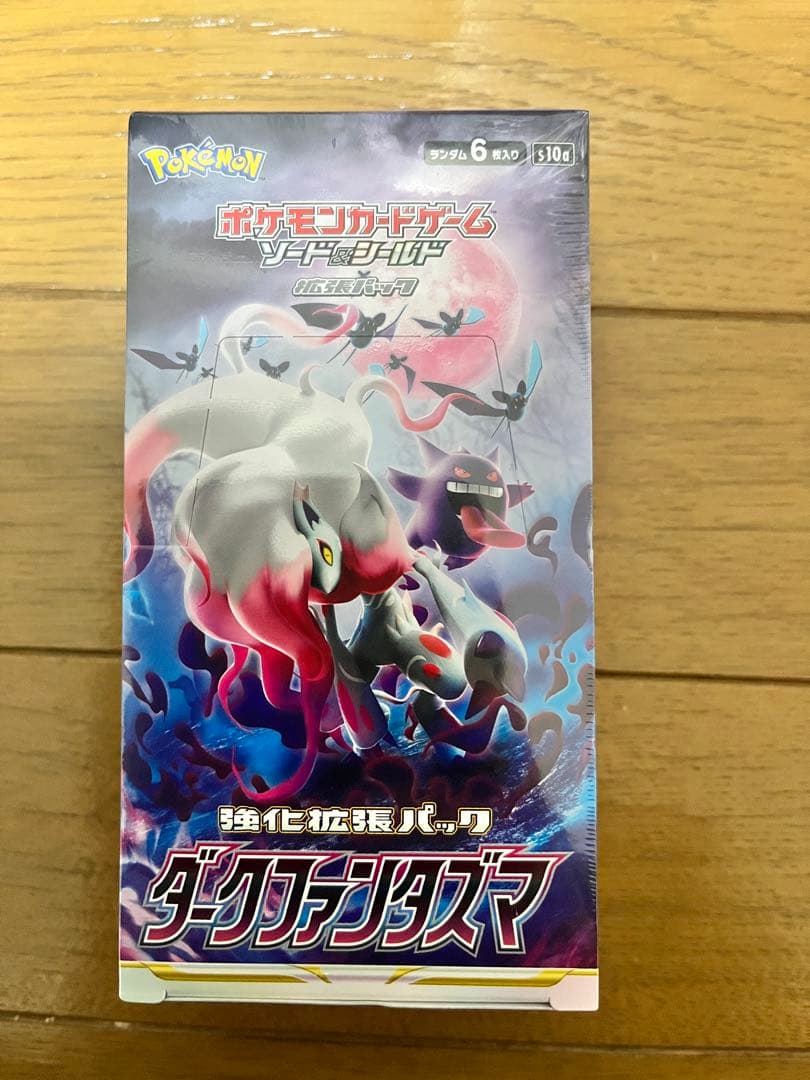 Pokémon
ランダム6枚入り s10a
ポケモンカードゲーム
ソード&シールド
拡張パック
強化拡張パック
ダークファンタズマ